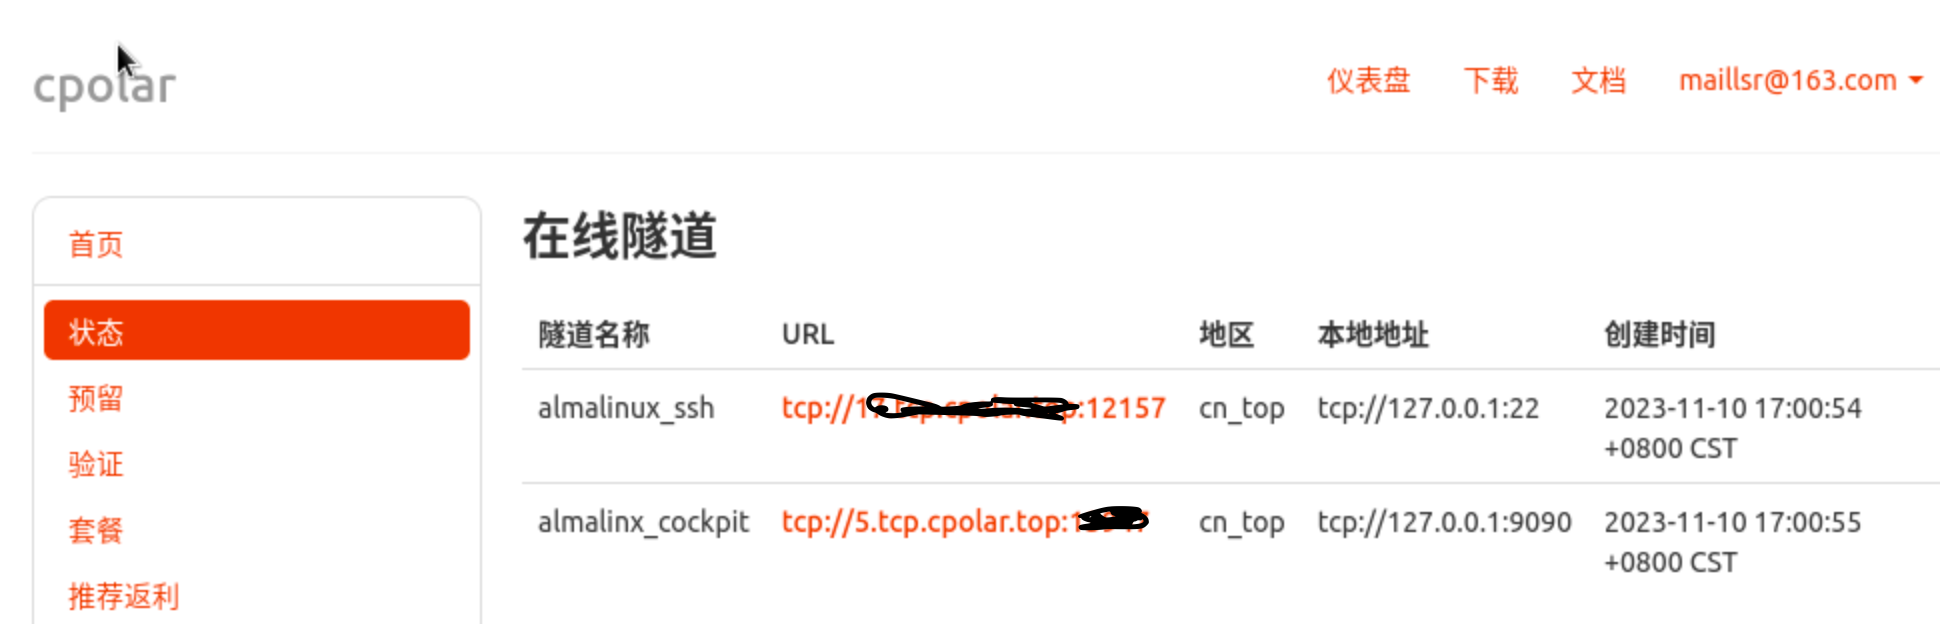 cpolar
仪表盘 下载 文档 maillsr@163.com
首页
状态
预留
验证
套餐
推荐返利
在线隧道
隧道名称 URL 地区 本地地址 创建时间
almalinux_ssh tcp:// :12157 cn_top tcp://127.0.0.1:22 2023-11-10 17:00:54
+0800 CST
almalinx_cockpit tcp://5.tcp.cpolar.top: cn_top tcp://127.0.0.1:9090 2023-11-10 17:00:55
+0800 CST